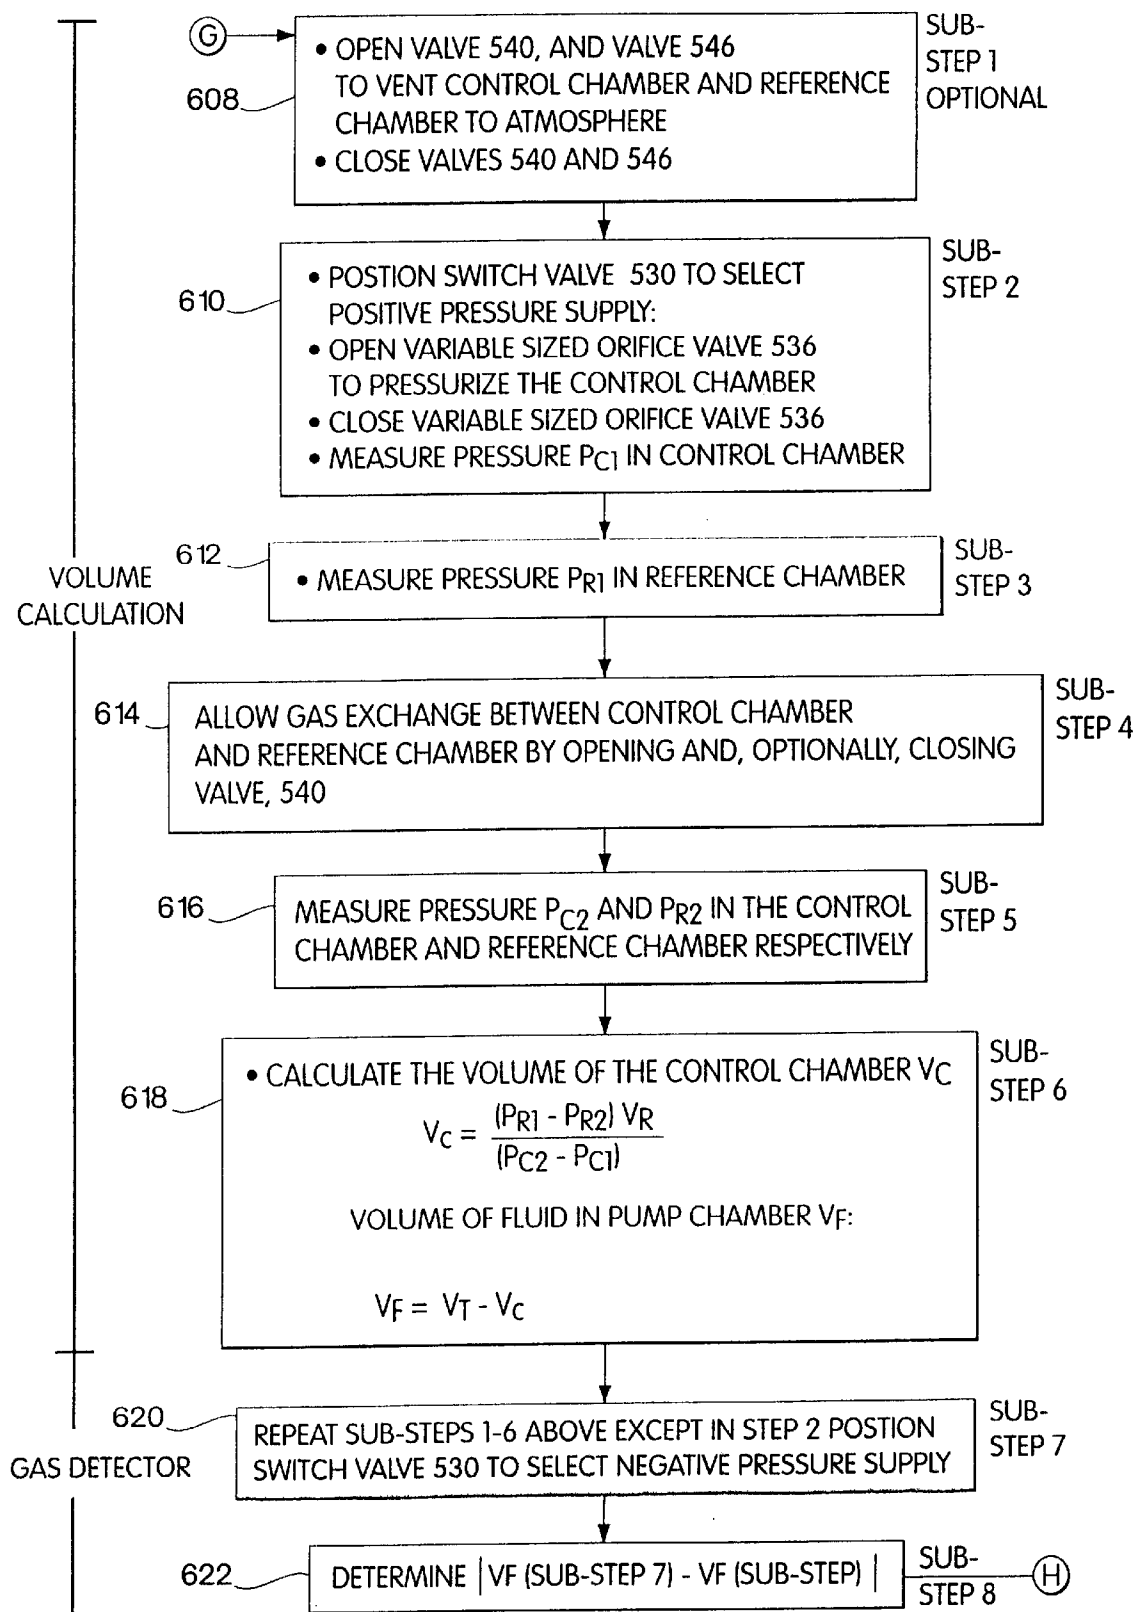 G
• OPEN VALVE 540, AND VALVE 546
TO VENT CONTROL CHAMBER AND REFERENCE
CHAMBER TO ATMOSPHERE
• CLOSE VALVES 540 AND 546
608
SUB-
STEP 1
OPTIONAL
• POSTION SWITCH VALVE 530 TO SELECT
POSITIVE PRESSURE SUPPLY:
• OPEN VARIABLE SIZED ORIFICE VALVE 536
TO PRESSURIZE THE CONTROL CHAMBER
• CLOSE VARIABLE SIZED ORIFICE VALVE 536
• MEASURE PRESSURE PC1 IN CONTROL CHAMBER
610
SUB-
STEP 2
612
• MEASURE PRESSURE PR1 IN REFERENCE CHAMBER
SUB-
STEP 3
VOLUME
CALCULATION
614
ALLOW GAS EXCHANGE BETWEEN CONTROL CHAMBER
AND REFERENCE CHAMBER BY OPENING AND, OPTIONALLY, CLOSING
VALVE, 540
SUB-
STEP 4
616
MEASURE PRESSURE PC2 AND PR2 IN THE CONTROL
CHAMBER AND REFERENCE CHAMBER RESPECTIVELY
SUB-
STEP 5
618
• CALCULATE THE VOLUME OF THE CONTROL CHAMBER VC
VC = (PR1 - PR2) VR
(PC2 - PC1)
VOLUME OF FLUID IN PUMP CHAMBER VF:
VF = VT - VC
SUB-
STEP 6
620
REPEAT SUB-STEPS 1-6 ABOVE EXCEPT IN STEP 2 POSTION
SWITCH VALVE 530 TO SELECT NEGATIVE PRESSURE SUPPLY
SUB-
STEP 7
GAS DETECTOR
622
DETERMINE |VF (SUB-STEP 7) - VF (SUB-STEP) |
SUB-
STEP 8
H